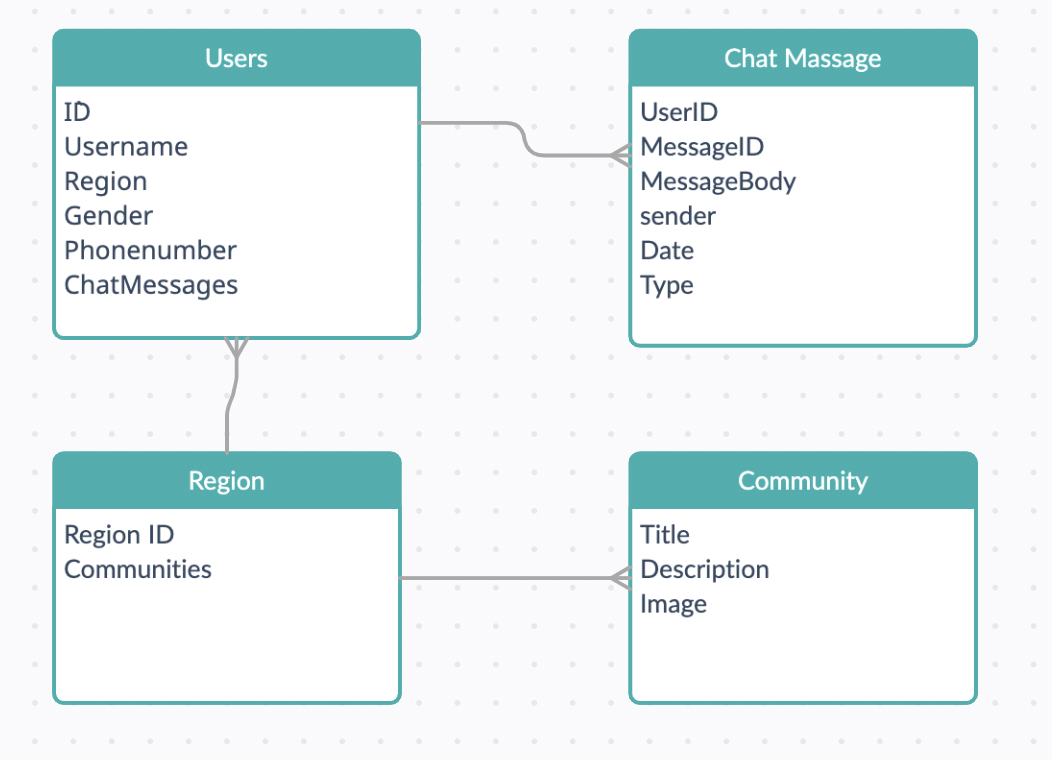 Users
ID
Username
Region
Gender
Phonenumber
ChatMessages
Chat Massage
UserID
MessageID
MessageBody
sender
Date
Type
Region
Region ID
Communities
Community
Title
Description
Image